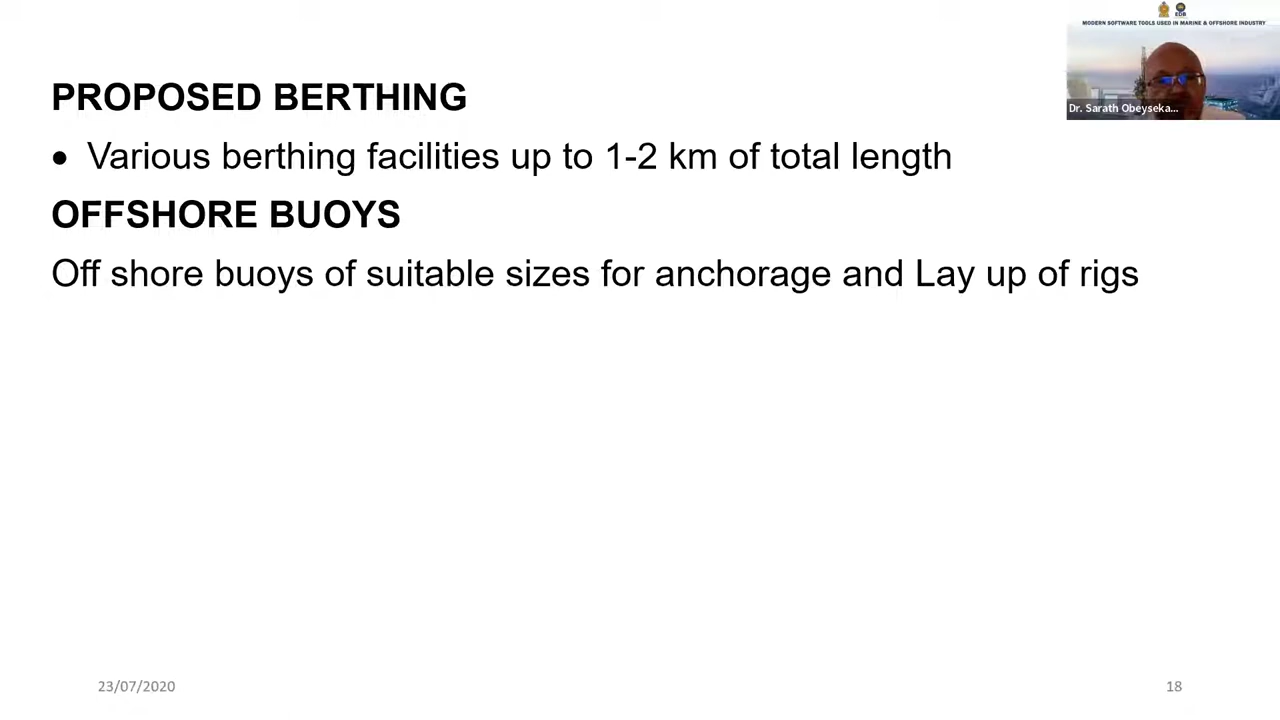 EDB
MODERN SOFTWARE TOOLS USED IN MARINE & OFFSHORE INDUSTRY
Dr. Sarath Obeyseka...
PROPOSED BERTHING
• Various berthing facilities up to 1-2 km of total length
OFFSHORE BUOYS
Off shore buoys of suitable sizes for anchorage and Lay up of rigs
23/07/2020
18